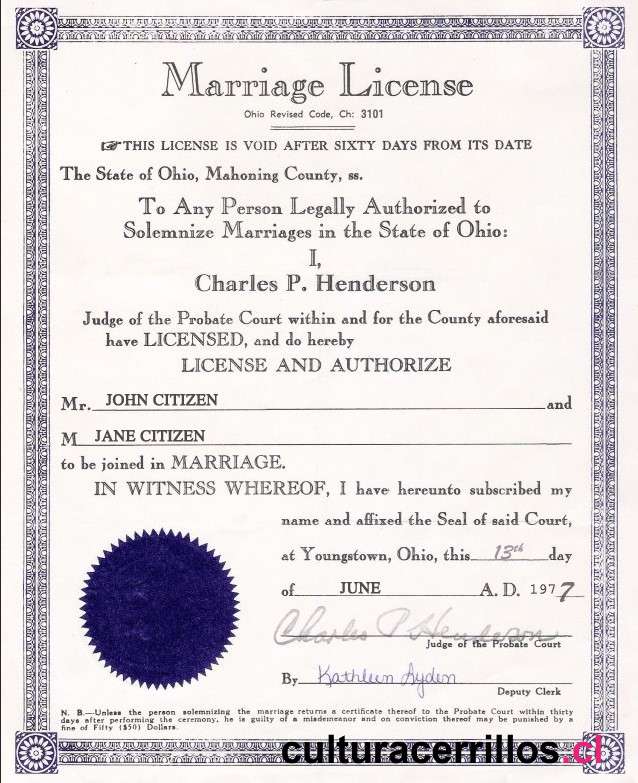 Marriage License
Ohio Revised Code, Ch: 3101
☞THIS LICENSE IS VOID AFTER SIXTY DAYS FROM ITS DATE
The State of Ohio, Mahoning County, ss.
To Any Person Legally Authorized to
Solemnize Marriages in the State of Ohio:
I,
Charles P. Henderson
Judge of the Probate Court within and for the County aforesaid
have LICENSED, and do hereby
LICENSE AND AUTHORIZE
Mr. JOHN CITIZEN and
M JANE CITIZEN
to be joined in MARRIAGE.
IN WITNESS WHEREOF, I have hereunto subscribed my
name and affixed the Seal of said Court,
at Youngstown, Ohio, this 13th day
of JUNE A. D. 1977
Charles P Henderson
Judge of the Probate Court
By Kathleen Dyden
Deputy Clerk
N. B.—Unless the person solemnizing the marriage returns a certificate thereof to the Probate Court within thirty
days after performing the ceremony, he is guilty of a misdemeanor and on conviction thereof may be punished by a
fine of Fifty ($50) Dollars.
culturacerrillos.cl